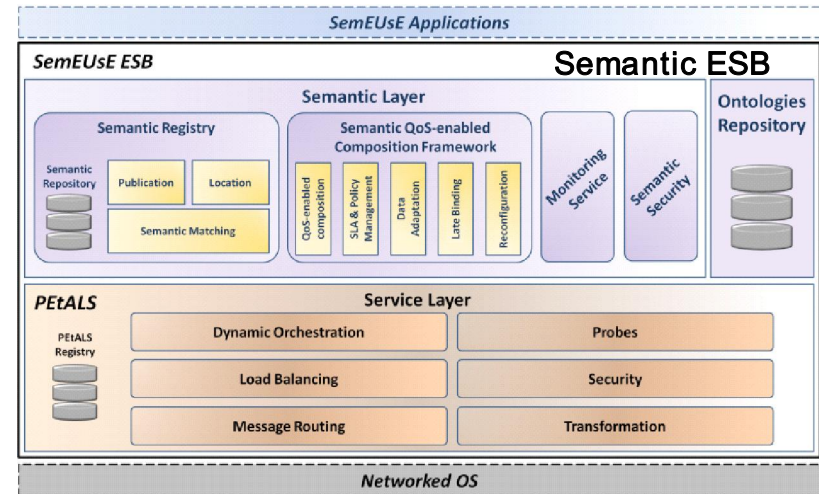 SemEUsE Applications
SemEUsE ESB
Semantic ESB
Semantic Layer
Ontologies
Repository
Semantic Registry
Semantic
Repository
Publication
Location
Semantic Matching
Semantic QoS-enabled
Composition Framework
QoS-enabled
composition
SLA & Policy
Management
Data
Adaptation
Late Binding
Reconfiguration
Monitoring
Service
Semantic
Security
PEtALS
Service Layer
PEtALS
Registry
Dynamic Orchestration
Probes
Load Balancing
Security
Message Routing
Transformation
Networked OS